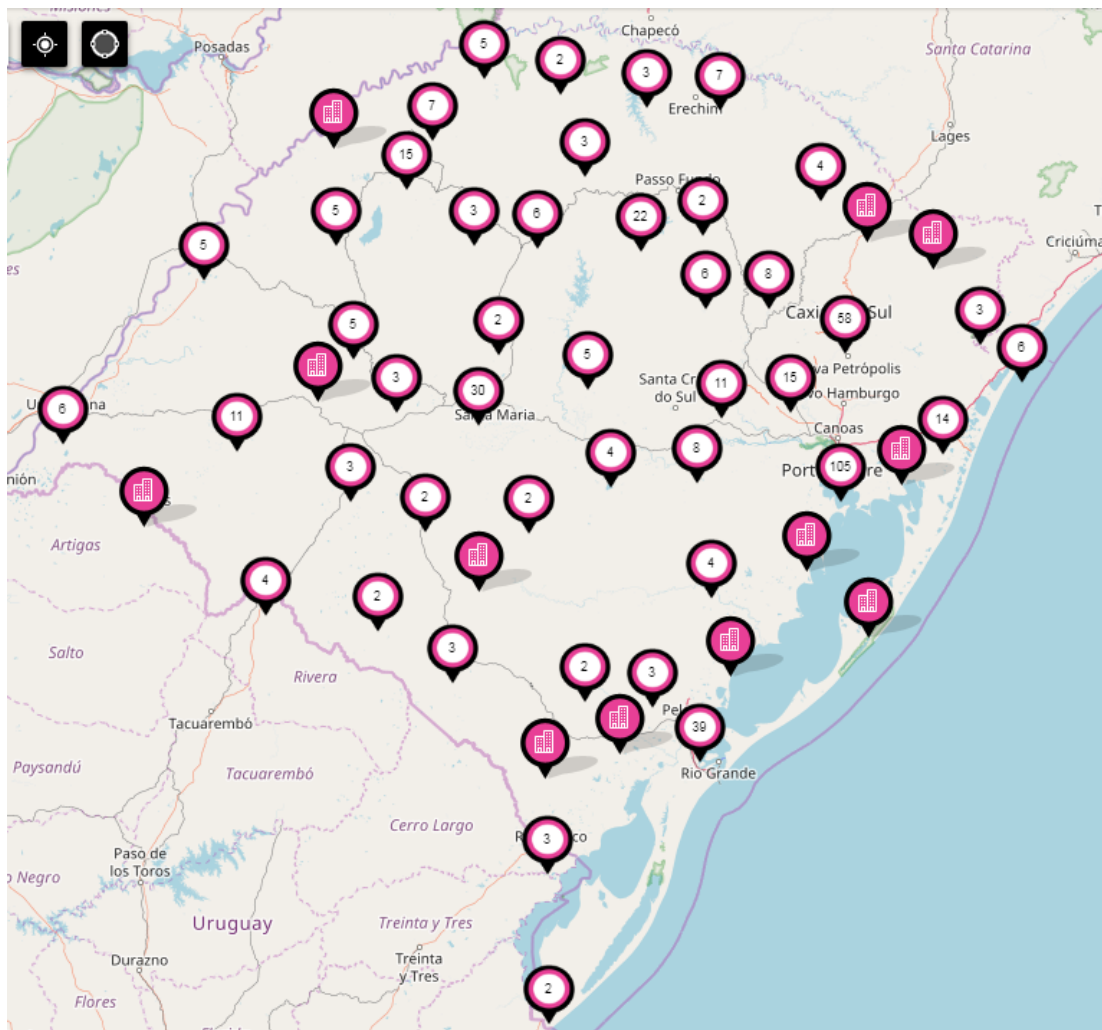 Misiones
Chapecó
Posadas
Santa Catarina
5
2
3
7
Erechim
7
Lages
3
15
4
Passo Fundo
5
3
6
22
2
5
Criciúma
6
8
3
5
2
Caxi Sul
58
6
5
va Petrópolis
3
30
Santa Cr
do Sul
11
15
vo Hamburgo
6
11
Santa Maria
14
Canoas
4
8
3
Port re
105
nión
2
2
s
Artigas
4
4
2
Salto
3
Rivera
2
3
Pel
39
Tacuarembó
Paysandú
Tacuarembó
Rio Grande
Cerro Largo
3
R co
Paso de
los Toros
o Negro
Uruguay
Treinta y Tres
Durazno
Treinta
y Tres
2
Flores